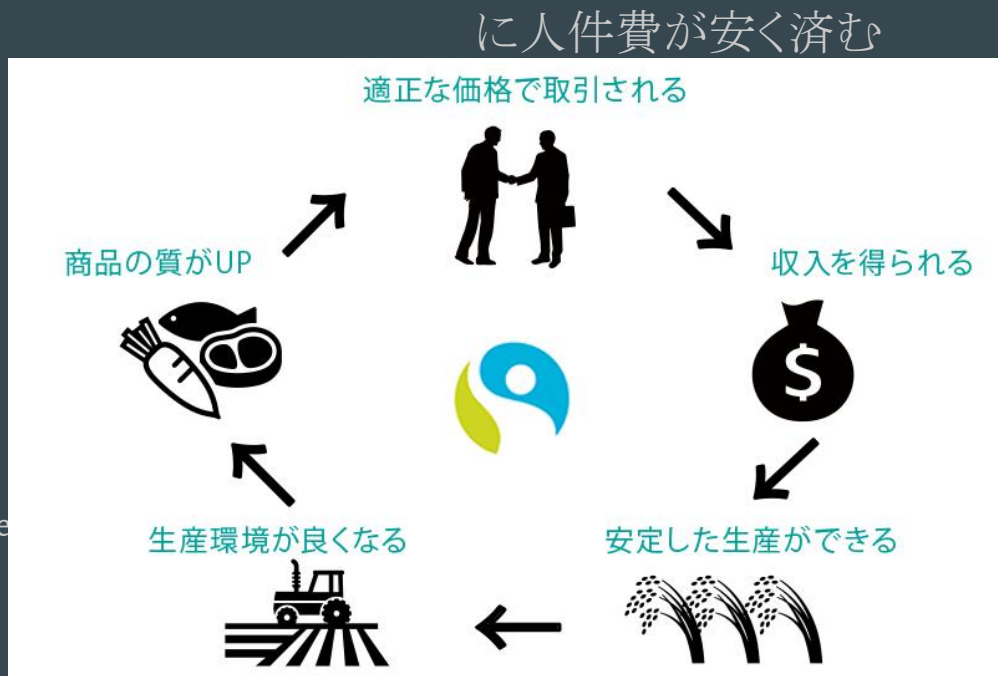 に人件費が安く済む
適正な価格で取引される
商品の質がUP
収入を得られる
$
e
生産環境が良くなる
安定した生産ができる